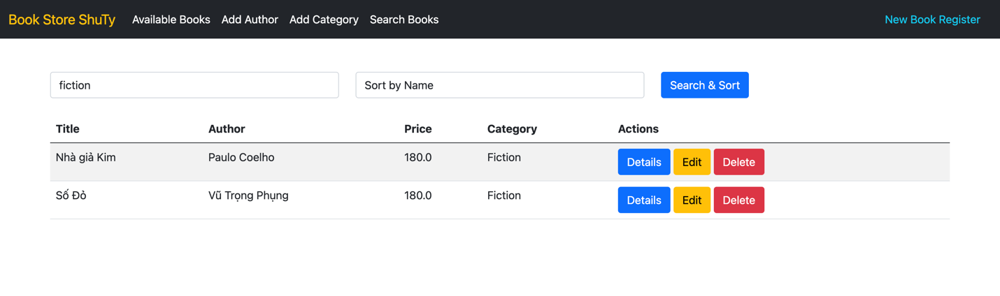 Book Store ShuTy Available Books Add Author Add Category Search Books New Book Register
fiction Sort by Name Search & Sort
Title Author Price Category Actions
Nhà giả Kim Paulo Coelho 180.0 Fiction Details Edit Delete
Số Đỏ Vũ Trọng Phụng 180.0 Fiction Details Edit Delete